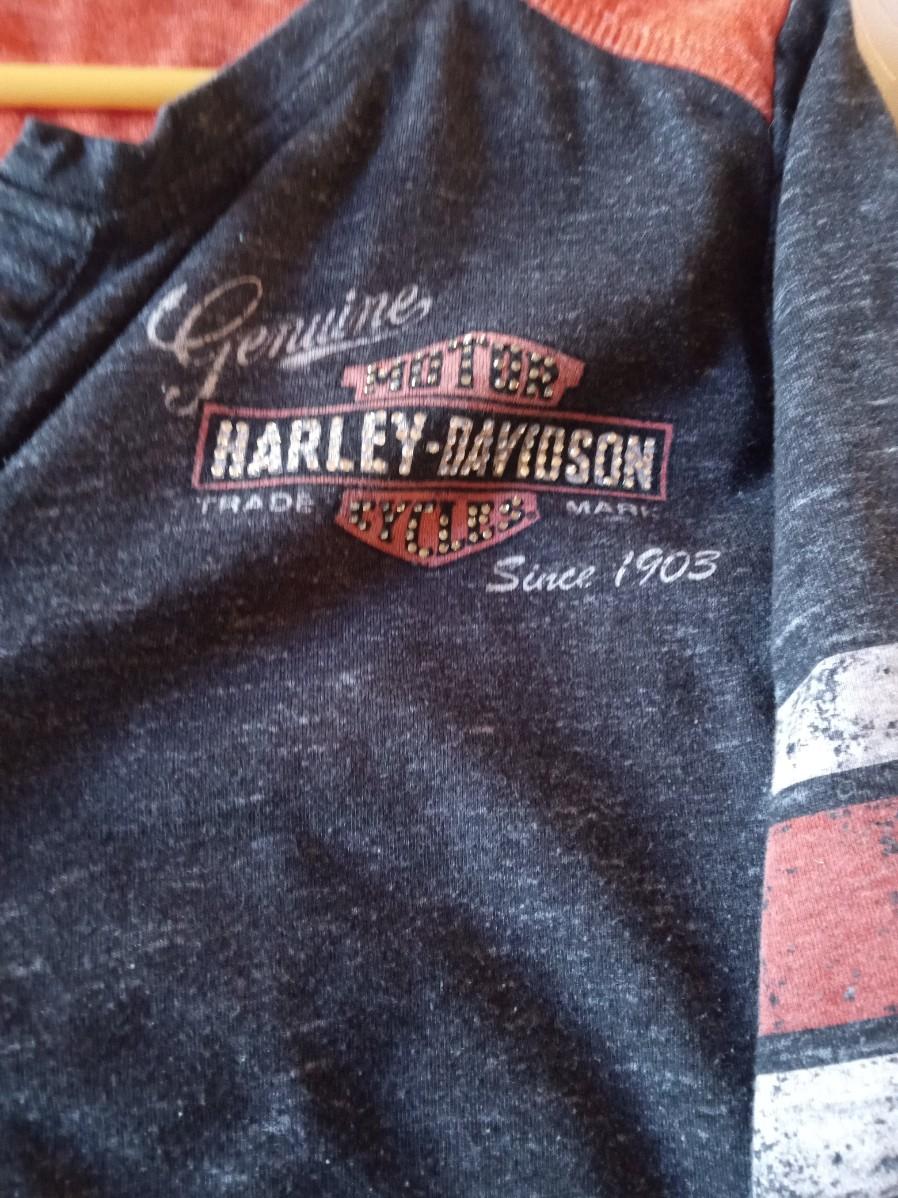 Genuine
MOTOR
HARLEY-DAVIDSON
TRADE MARK
CYCLES
Since 1903